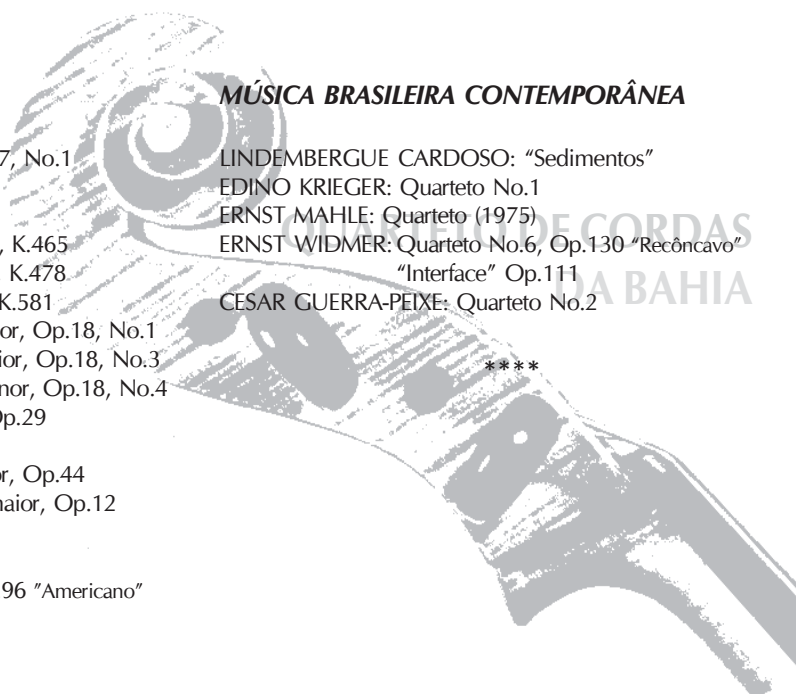 7, No.1
, K.465
, K.478
K.581
or, Op.18, No.1
ior, Op.18, No.3
nor, Op.18, No.4
Op.29
or, Op.44
maior, Op.12
96 "Americano"
MÚSICA BRASILEIRA CONTEMPORÂNEA
LINDEMBERGUE CARDOSO: “Sedimentos”
EDINO KRIEGER: Quarteto No.1
ERNST MAHLE: Quarteto (1975)
ERNST WIDMER: Quarteto No.6, Op.130 “Recôncavo”
“Interface” Op.111
CESAR GUERRA-PEIXE: Quarteto No.2
****
QUARTETO DE CORDAS
DA BAHIA